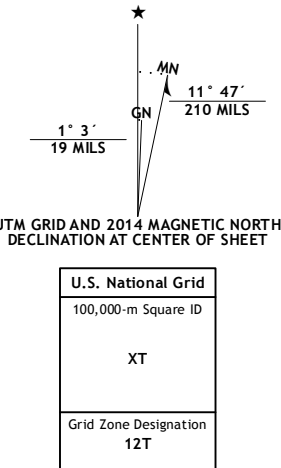 ★
MN
11° 47´
210 MILS
GN
1° 3´
19 MILS
UTM GRID AND 2014 MAGNETIC NORTH
DECLINATION AT CENTER OF SHEET
U.S. National Grid
100,000-m Square ID
XT
Grid Zone Designation
12T